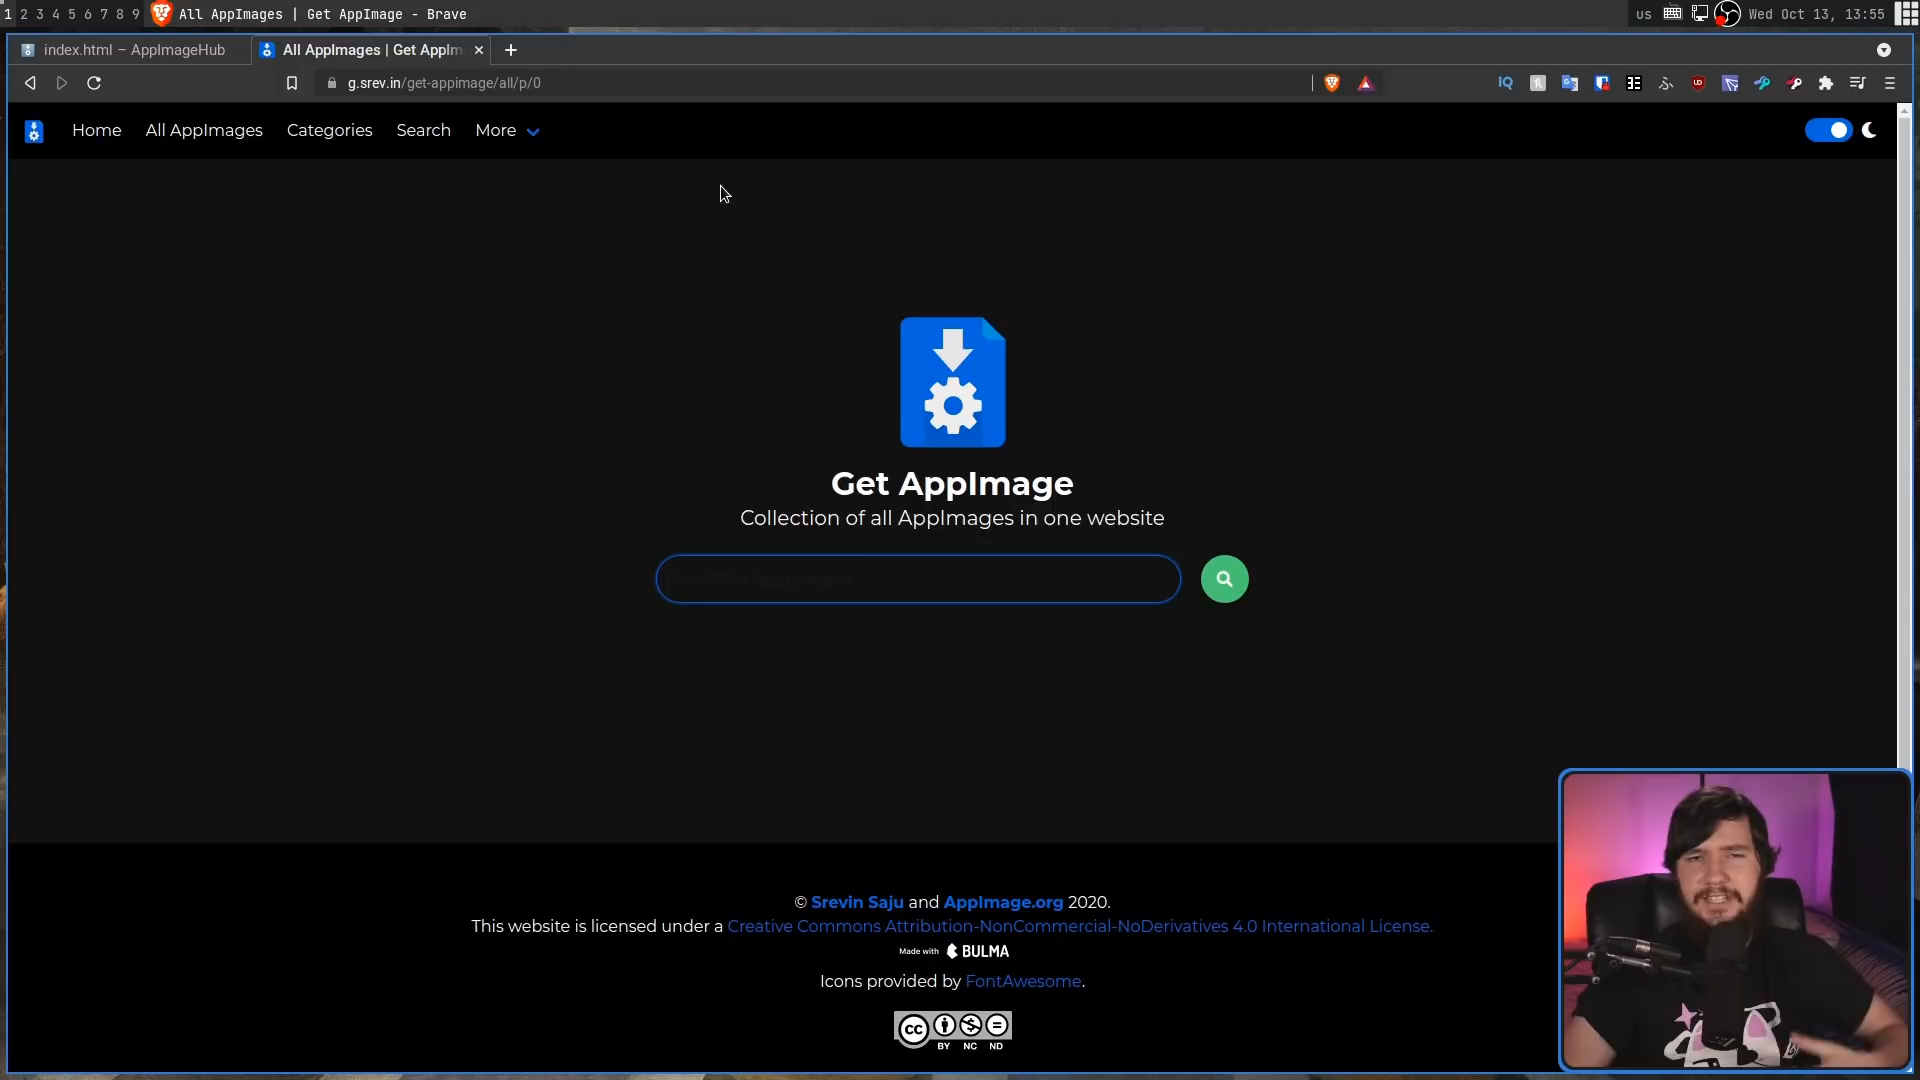 1 2 3 4 5 6 7 8 9 All AppImages | Get AppImage - Brave
us Wed Oct 13, 13:55
index.html – AppImageHub
All AppImages | Get AppIm
g.srev.in/get-appimage/all/p/0
Home All AppImages Categories Search More
Get AppImage
Collection of all AppImages in one website
© Srevin Saju and AppImage.org 2020.
This website is licensed under a Creative Commons Attribution-NonCommercial-NoDerivatives 4.0 International License.
Made with BULMA
Icons provided by FontAwesome.
cc
BY NC ND